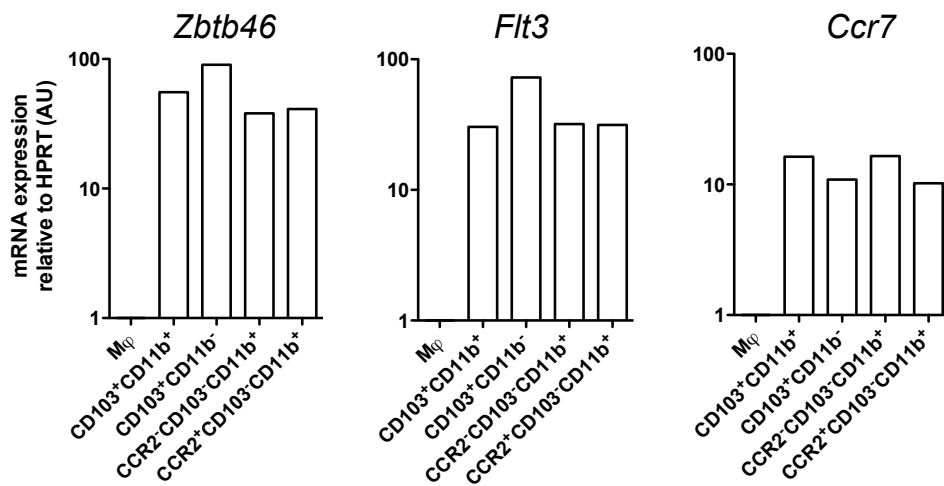 Zbtb46
Flt3
Ccr7
mRNA expression
relative to HPRT (AU)
100
10
1
Mφ
CD103⁺CD11b⁺
CD103⁺CD11b⁻
CCR2⁻CD103⁻CD11b⁺
CCR2⁺CD103⁻CD11b⁺
100
10
1
Mφ
CD103⁺CD11b⁺
CD103⁺CD11b⁻
CCR2⁻CD103⁻CD11b⁺
CCR2⁺CD103⁻CD11b⁺
100
10
1
Mφ
CD103⁺CD11b⁺
CD103⁺CD11b⁻
CCR2⁻CD103⁻CD11b⁺
CCR2⁺CD103⁻CD11b⁺